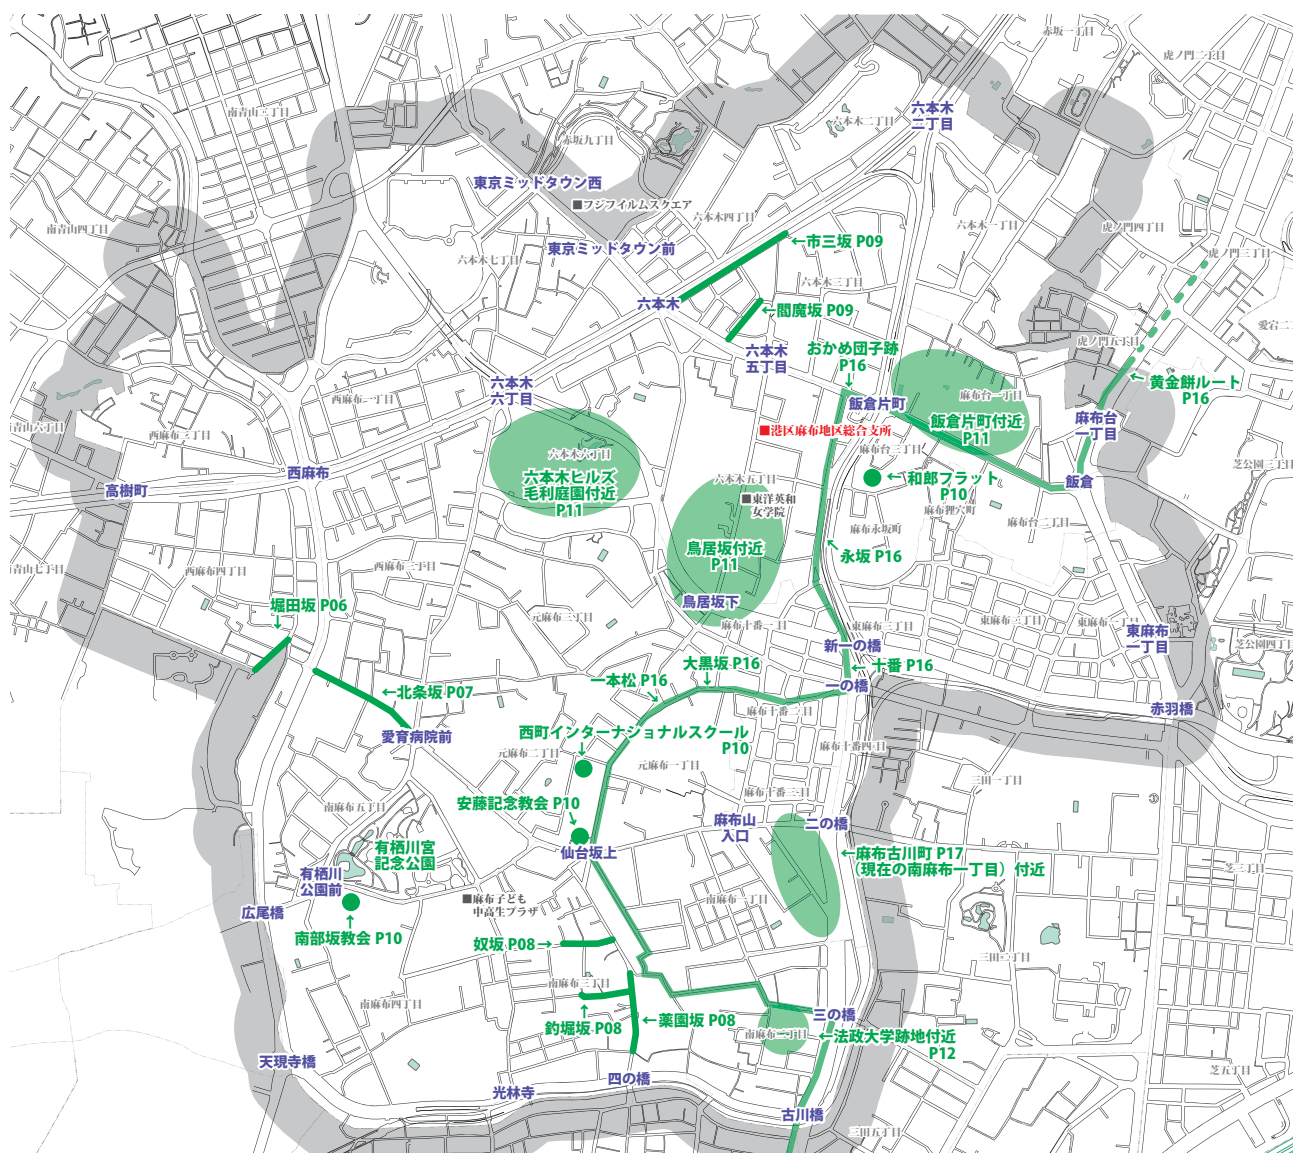 赤坂一丁目
虎ノ門二丁目
南青山二丁目
六本木
二丁目
六本木二丁目
赤坂九丁目
東京ミッドタウン西
■フジフイルムスクエア
六本木四丁目
南青山四丁目
六本木一丁目
虎ノ門四丁目
←市三坂 P09
東京ミッドタウン前
虎ノ門三丁目
六本木七丁目
六本木三丁目
六本木
←閻魔坂 P09
愛宕二
虎ノ門五丁目
六本木
五丁目
おかめ団子跡
P16
↓
←黄金餅ルート
P16
六本木
六丁目
西麻布一丁目
麻布台一丁目
飯倉片町
麻布台
一丁目
飯倉片町付近
P11
青山六丁目
西麻布三丁目
■港区麻布地区総合支所
麻布台三丁目
六本木六丁目
西麻布
六本木ヒルズ
毛利庭園付近
P11
六本木五丁目
←和郎フラット
P10
飯倉
芝公園三丁目
高樹町
■東洋英和
女学院
麻布狸穴町
麻布永坂町
麻布台二丁目
鳥居坂付近
P11
永坂 P16
青山七丁目
西麻布四丁目
西麻布二丁目
堀田坂 P06
↓
鳥居坂下
元麻布三丁目
麻布十番一丁目
東麻布三丁目
東麻布二丁目
東麻布一丁目
東麻布
一丁目
芝公園四丁目
新一の橋
大黒坂 P16
↓
←十番 P16
一本松 P16
一の橋
←北条坂 P07
赤羽橋
麻布十番二丁目
愛育病院前
西町インターナショナルスクール
P10
↓
元麻布二丁目
元麻布一丁目
麻布十番四丁目
三田一丁目
麻布十番三丁目
南麻布五丁目
安藤記念教会 P10
麻布山
入口
二の橋
有栖川宮
記念公園
仙台坂上
←麻布古川町 P17
（現在の南麻布一丁目）付近
有栖川
公園前
芝三丁目
■麻布子ども
中高生プラザ
南麻布一丁目
広尾橋
↑
南部坂教会 P10
奴坂 P08→
三田二丁目
南麻布三丁目
南麻布四丁目
↑
釣堀坂 P08
←薬園坂 P08
三の橋
南麻布二丁目
←法政大学跡地付近
P12
天現寺橋
芝五丁目
四の橋
光林寺
古川橋
三田五丁目